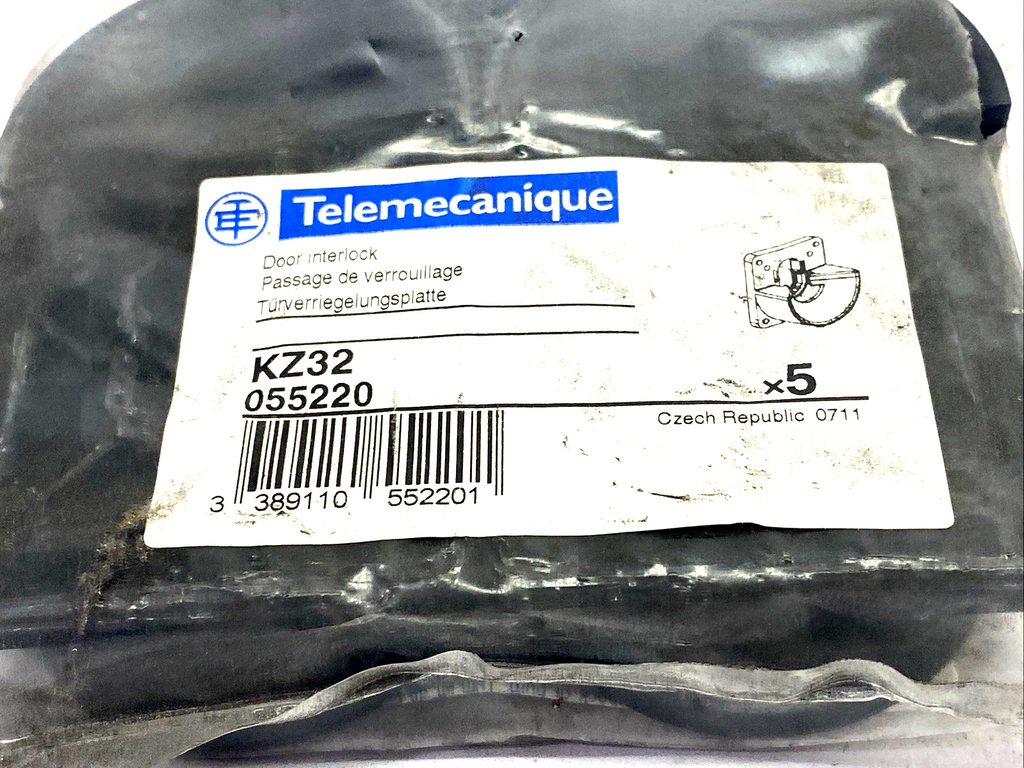 Telemecanique
Door interlock
Passage de verrouillage
Türverriegelungsplatte
KZ32
055220
x5
Czech Republic 0711
3 389110 552201